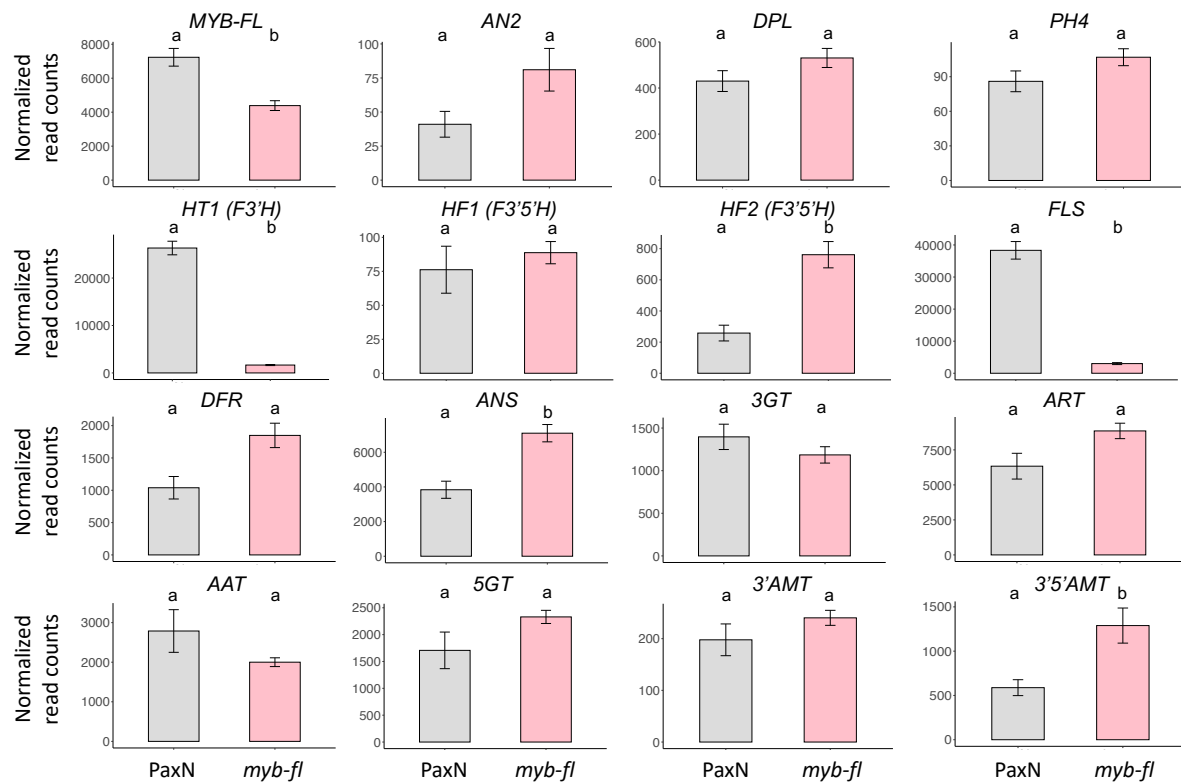 MYB-FL AN2 DPL PH4
a b a a a a a a
Normalized read counts
8000 6000 4000 2000 0
100 75 50 25 0
600 400 200 0
90 60 30 0
HT1 (F3'H) HF1 (F3'5'H) HF2 (F3'5'H) FLS
a b a a a b a b
Normalized read counts
20000 10000 0
100 75 50 25 0
800 600 400 200 0
40000 30000 20000 10000 0
DFR ANS 3GT ART
a a a b a a a a
Normalized read counts
2000 1500 1000 500 0
6000 4000 2000 0
1500 1000 500 0
7500 5000 2500 0
AAT 5GT 3'AMT 3'5'AMT
a a a a a a a b
Normalized read counts
3000 2000 1000 0
2500 2000 1500 1000 500 0
200 100 0
1500 1000 500 0
PaxN myb-fl PaxN myb-fl PaxN myb-fl PaxN myb-fl